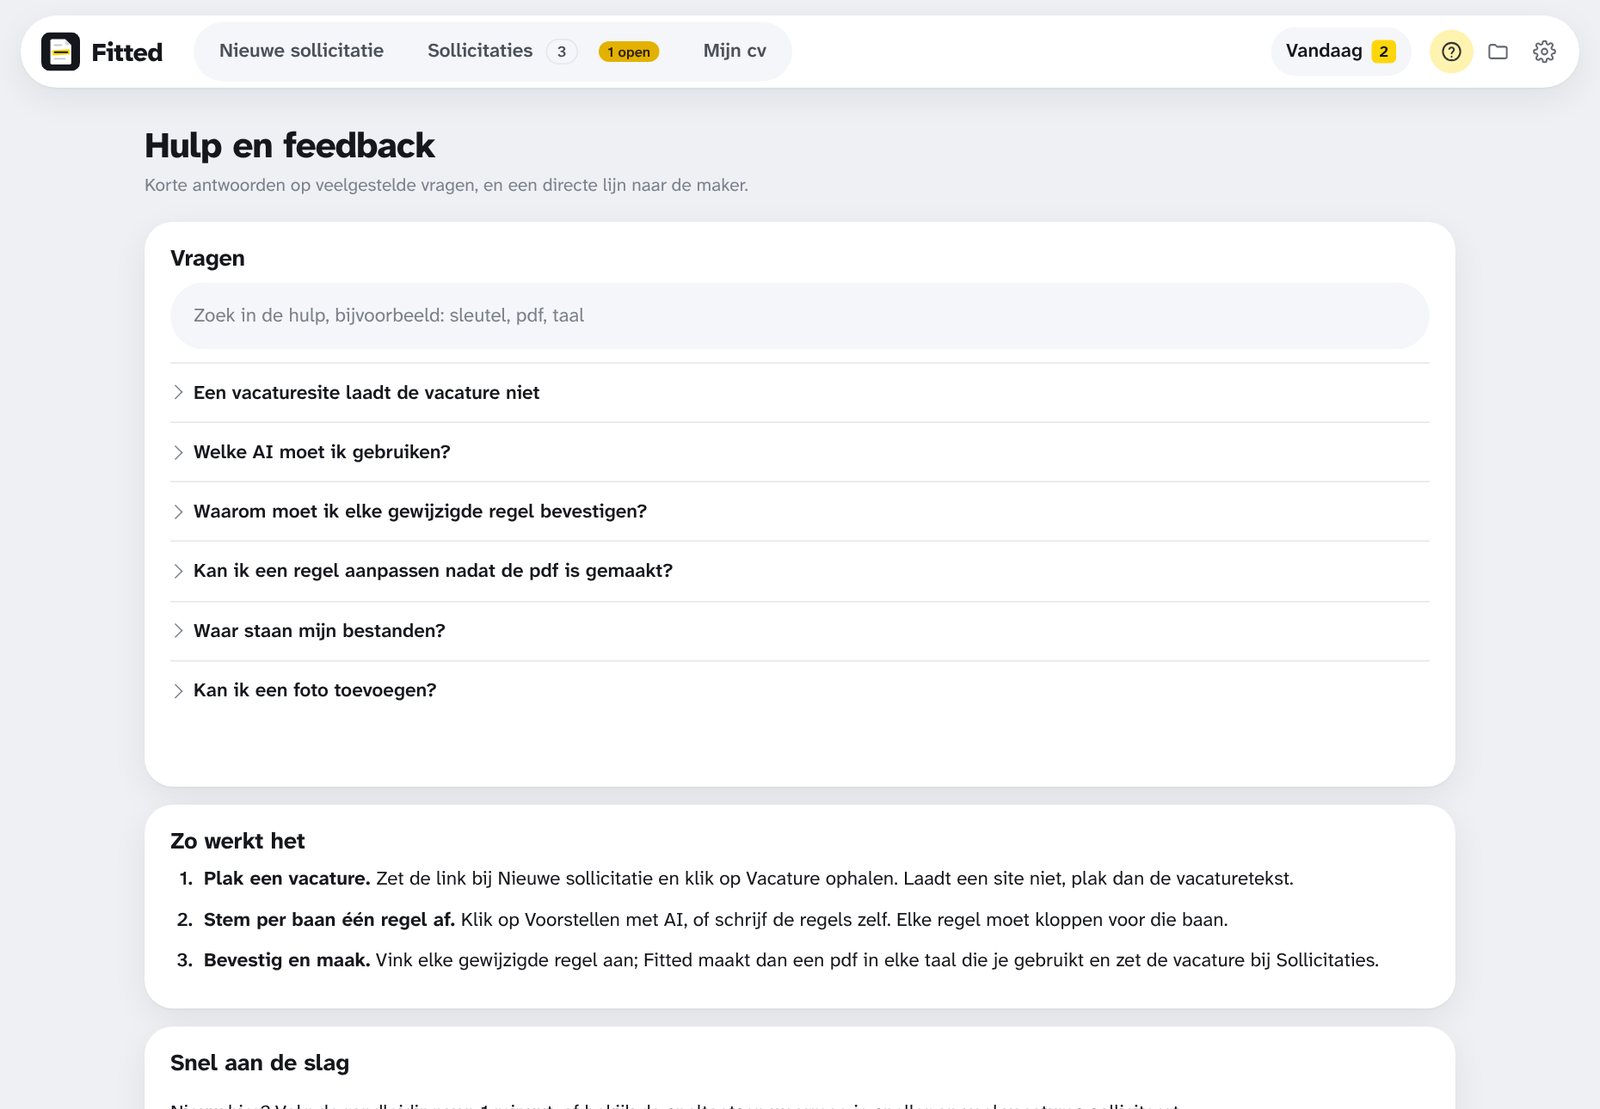 Fitted
Nieuwe sollicitatie
Sollicitaties 3 1 open
Mijn cv
Vandaag 2
Hulp en feedback
Korte antwoorden op veelgestelde vragen, en een directe lijn naar de maker.
Vragen
Zoek in de hulp, bijvoorbeeld: sleutel, pdf, taal
Een vacaturesite laadt de vacature niet
Welke AI moet ik gebruiken?
Waarom moet ik elke gewijzigde regel bevestigen?
Kan ik een regel aanpassen nadat de pdf is gemaakt?
Waar staan mijn bestanden?
Kan ik een foto toevoegen?
Zo werkt het
1. Plak een vacature. Zet de link bij Nieuwe sollicitatie en klik op Vacature ophalen. Laadt een site niet, plak dan de vacaturetekst.
2. Stem per baan één regel af. Klik op Voorstellen met AI, of schrijf de regels zelf. Elke regel moet kloppen voor die baan.
3. Bevestig en maak. Vink elke gewijzigde regel aan; Fitted maakt dan een pdf in elke taal die je gebruikt en zet de vacature bij Sollicitaties.
Snel aan de slag